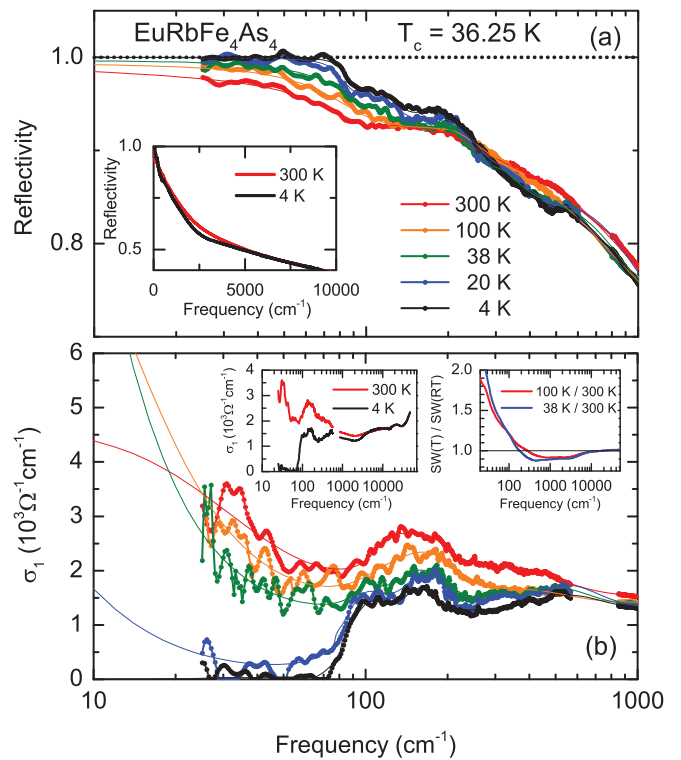 EuRbFe4As4 Tc = 36.25 K (a)
1.0
0.8
Reflectivity
1.0
0.5
Reflectivity
300 K
4 K
0 5000 10000
Frequency (cm-1)
300 K
100 K
38 K
20 K
4 K
6
5
4
3
2
1
0
σ1 (10³Ω-1cm-1)
4
3
2
1
0
σ1 (10³Ω-1cm-1)
300 K
4 K
10 100 1000 10000
Frequency (cm-1)
2.0
1.5
1.0
SW(T) / SW(RT)
100 K / 300 K
38 K / 300 K
100 1000 10000
Frequency (cm-1)
(b)
10 100 1000
Frequency (cm-1)